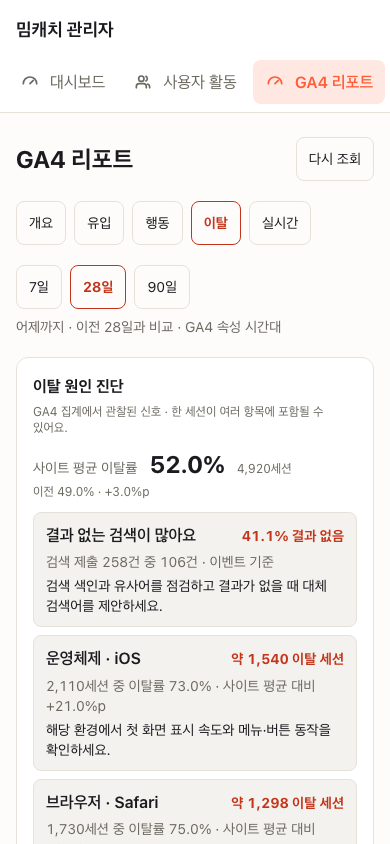 밈캐치 관리자
대시보드 사용자 활동 GA4 리포트
GA4 리포트 다시 조회
개요 유입 행동 이탈 실시간
7일 28일 90일
어제까지 · 이전 28일과 비교 · GA4 속성 시간대
이탈 원인 진단
GA4 집계에서 관찰된 신호 · 한 세션이 여러 항목에 포함될 수
있어요.
사이트 평균 이탈률 52.0% 4,920세션
이전 49.0% · +3.0%p
결과 없는 검색이 많아요 41.1% 결과 없음
검색 제출 258건 중 106건 · 이벤트 기준
검색 색인과 유사어를 점검하고 결과가 없을 때 대체
검색어를 제안하세요.
운영체제 · iOS 약 1,540 이탈 세션
2,110세션 중 이탈률 73.0% · 사이트 평균 대비
+21.0%p
해당 환경에서 첫 화면 표시 속도와 메뉴·버튼 동작을
확인하세요.
브라우저 · Safari 약 1,298 이탈 세션
1,730세션 중 이탈률 75.0% · 사이트 평균 대비